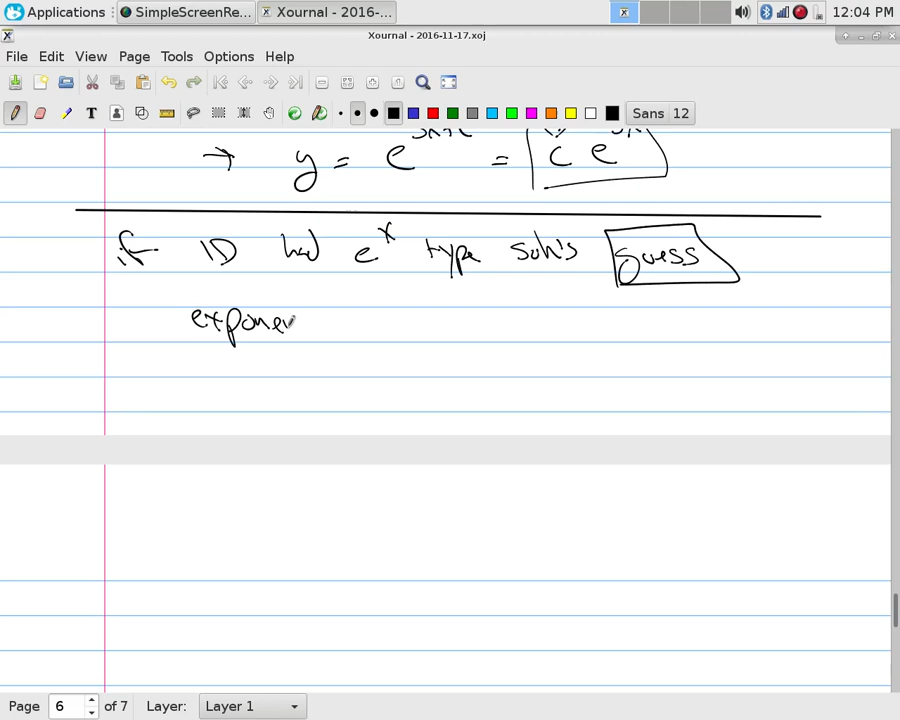 Applications SimpleScreenRe... Xournal - 2016-... 12:04 PM
Xournal - 2016-11-17.xoj
File Edit View Page Tools Options Help
T Sans 12
→ y = e = c e
if 1D had e^x type soln's guess
exponen
Page 6 of 7 Layer: Layer 1